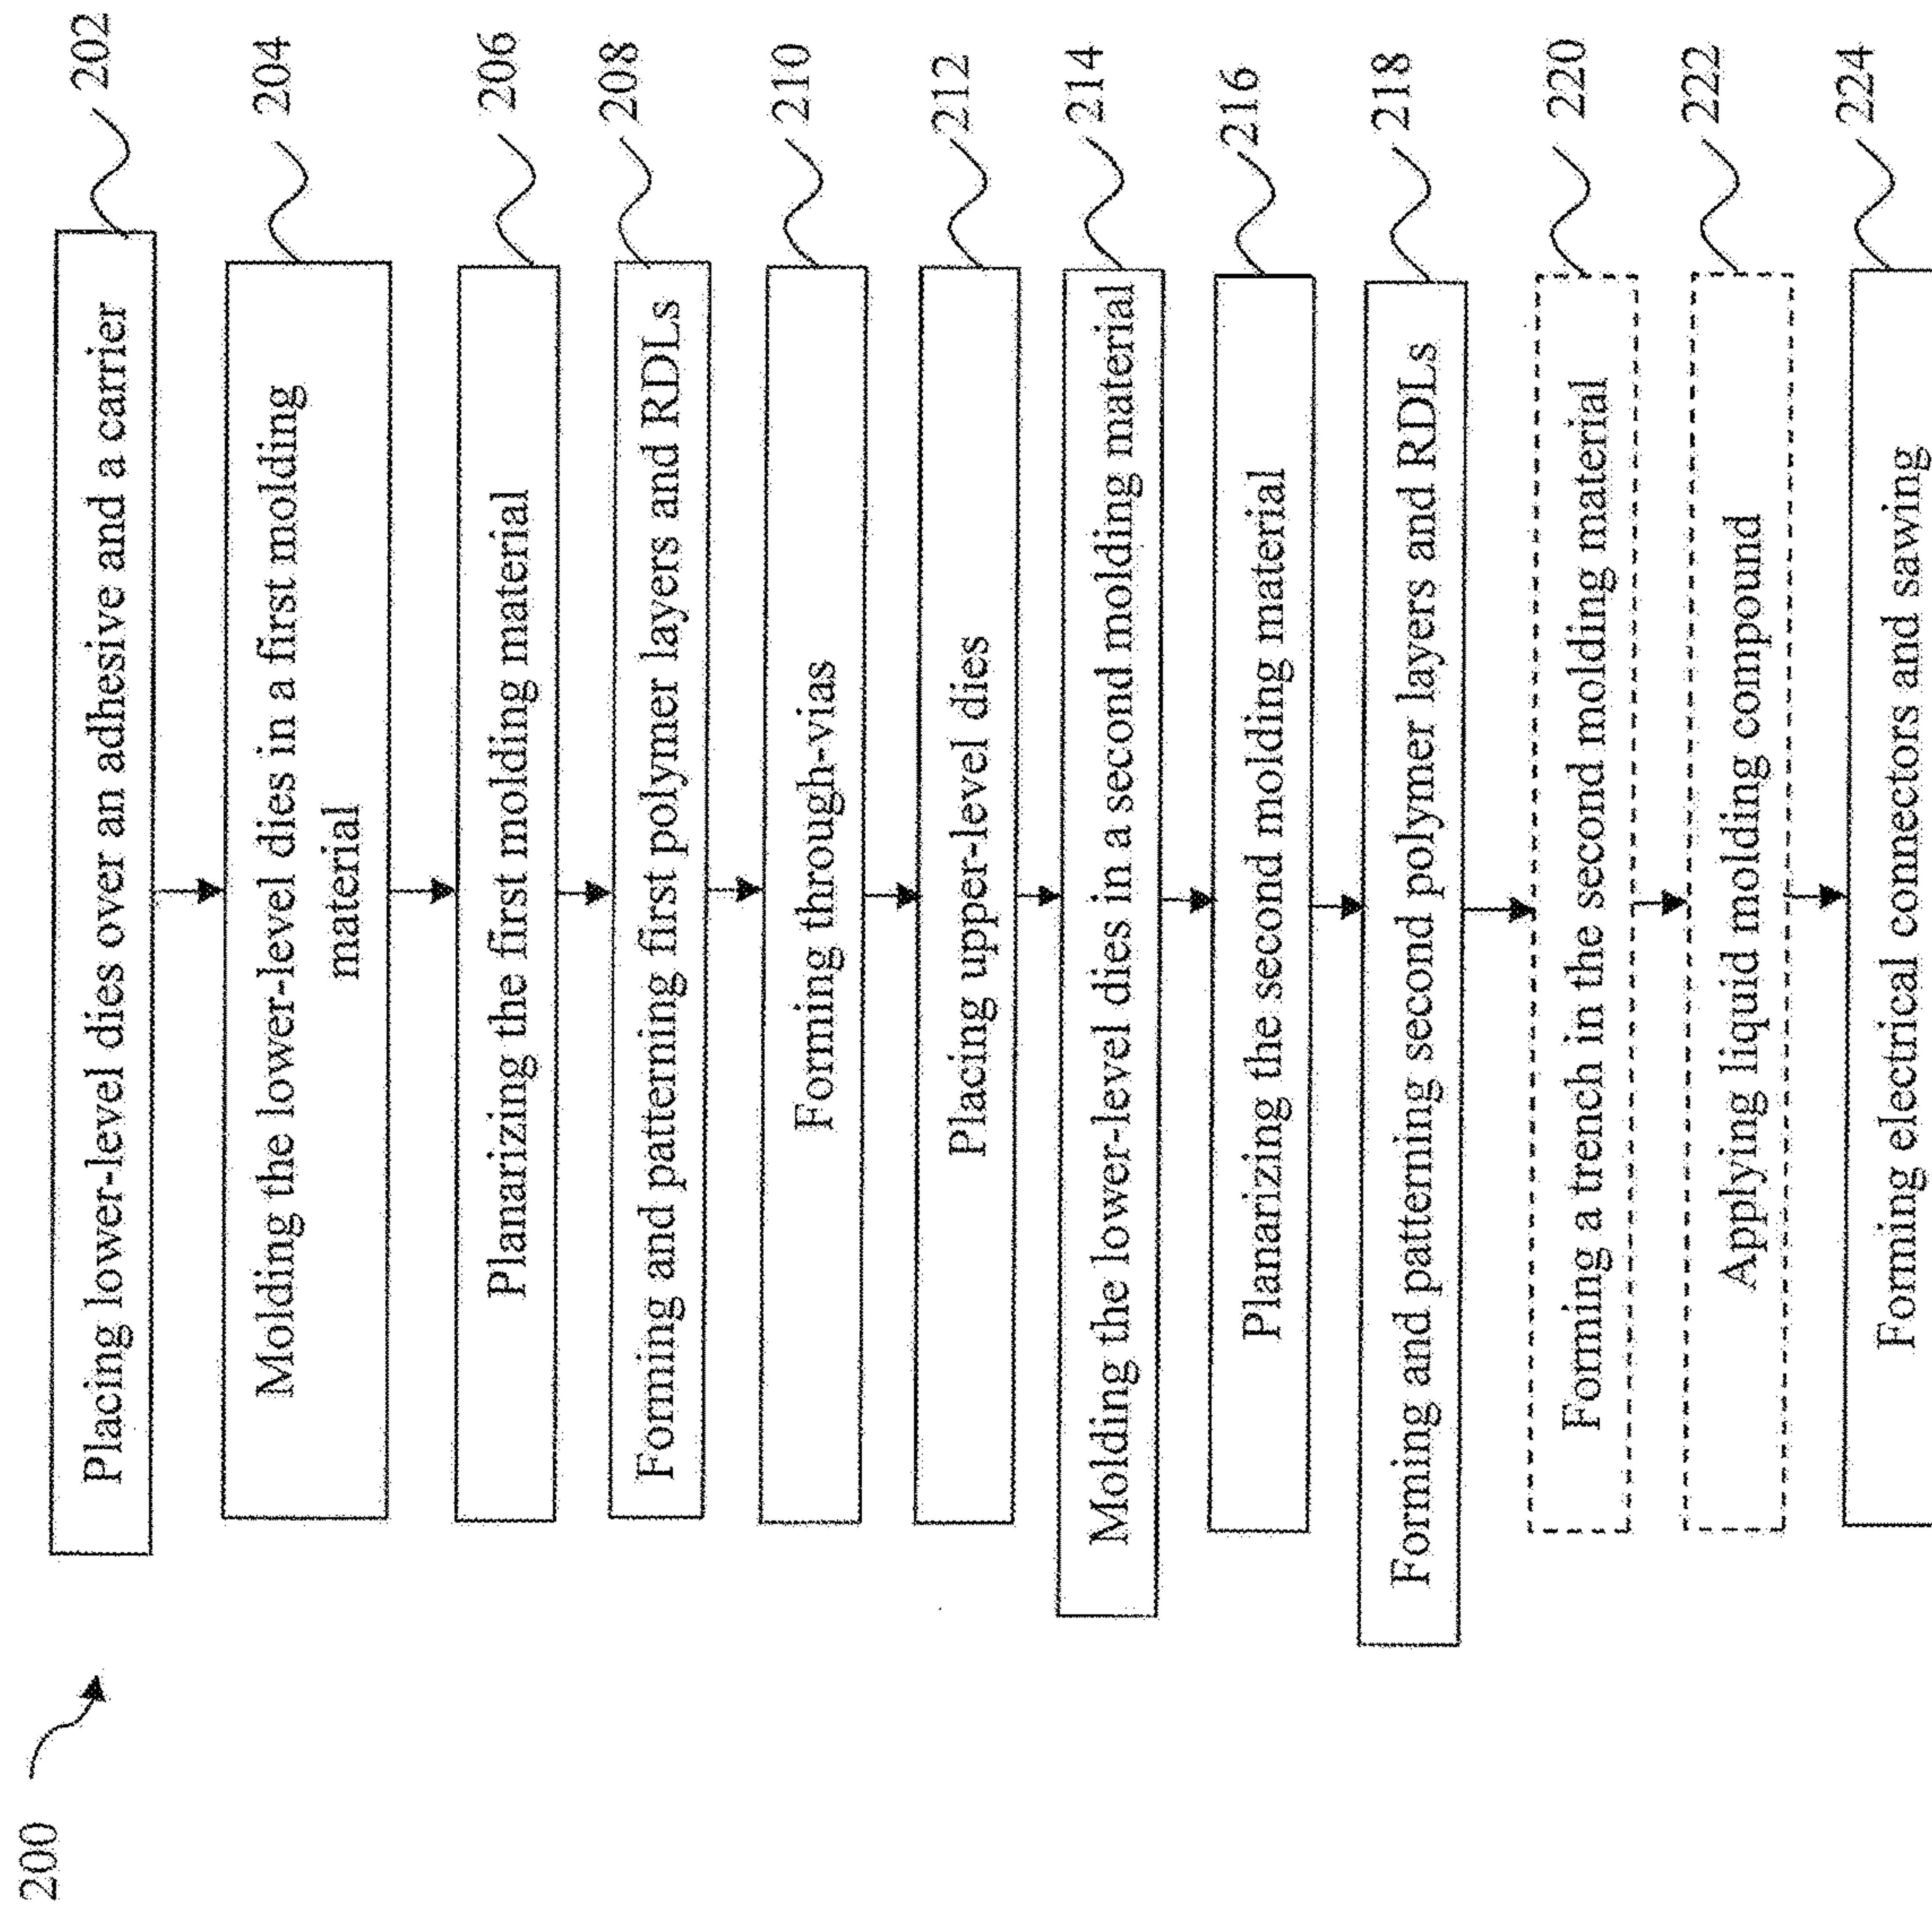 200
Placing lower-level dies over an adhesive and a carrier
202
Molding the lower-level dies in a first molding
material
204
Planarizing the first molding material
206
Forming and patterning first polymer layers and RDLs
208
Forming through-vias
210
Placing upper-level dies
212
Molding the lower-level dies in a second molding material
214
Planarizing the second molding material
216
Forming and patterning second polymer layers and RDLs
218
Forming a trench in the second molding material
220
Applying liquid molding compound
222
Forming electrical connectors and sawing
224